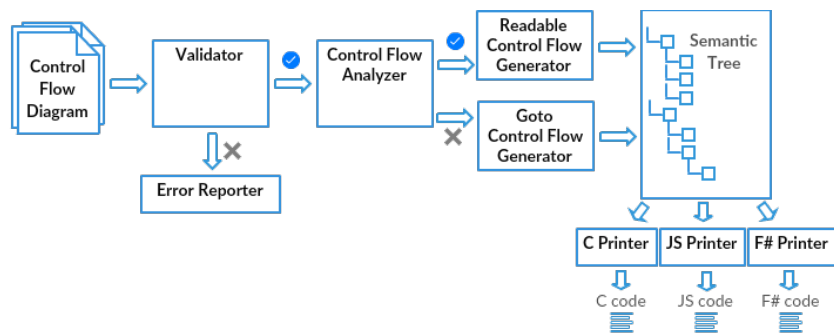 Control
Flow
Diagram
Validator
Error Reporter
Control Flow
Analyzer
Readable
Control Flow
Generator
Goto
Control Flow
Generator
Semantic
Tree
C Printer
JS Printer
F# Printer
C code
JS code
F# code